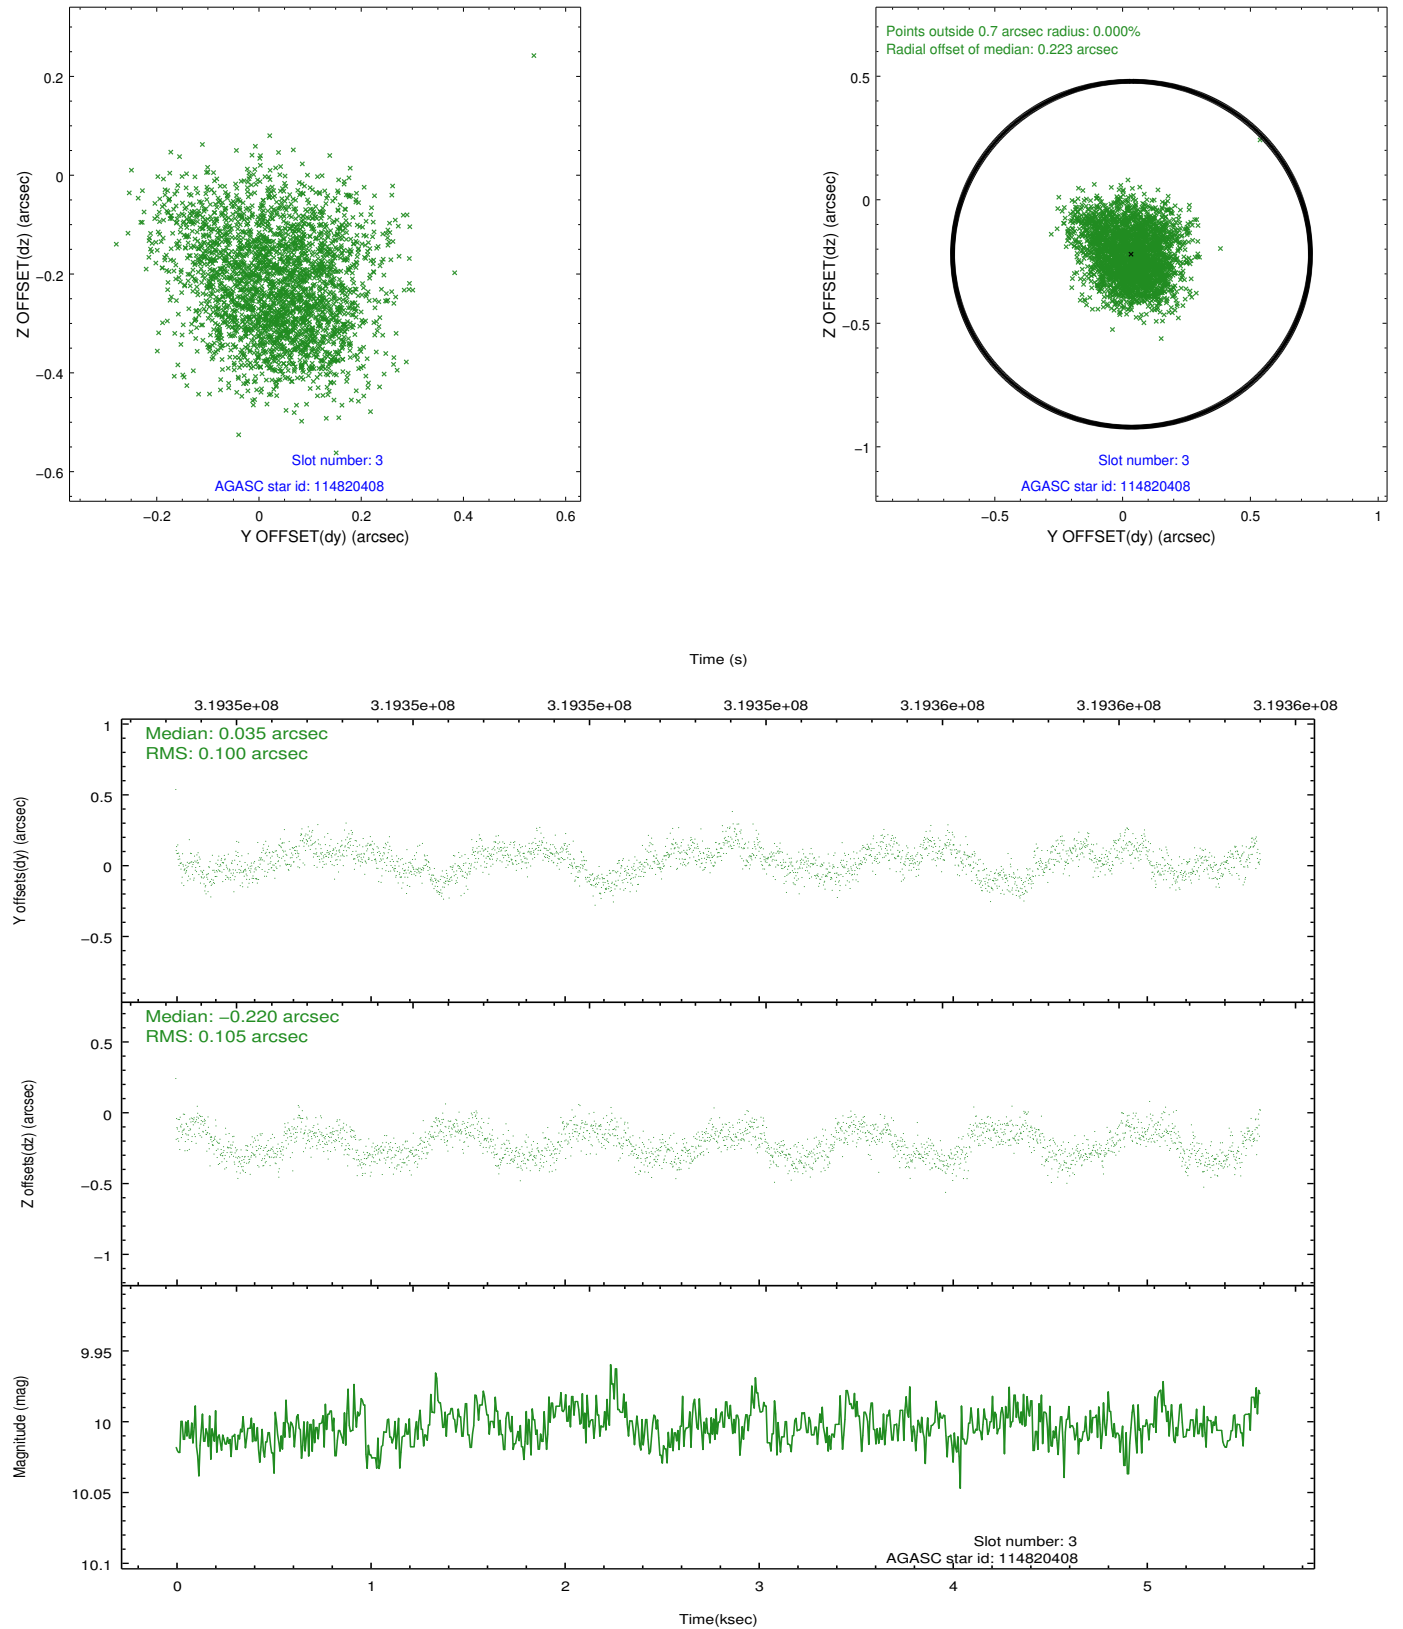 0.2
0
−0.2
−0.4
−0.6
Z OFFSET(dz) (arcsec)
Slot number: 3
AGASC star id: 114820408
−0.2 0 0.2 0.4 0.6
Y OFFSET(dy) (arcsec)
Points outside 0.7 arcsec radius: 0.000%
Radial offset of median: 0.223 arcsec
0.5
0
−0.5
−1
Z OFFSET(dz) (arcsec)
Slot number: 3
AGASC star id: 114820408
−0.5 0 0.5 1
Y OFFSET(dy) (arcsec)
Time (s)
3.1935e+08 3.1935e+08 3.1935e+08 3.1935e+08 3.1936e+08 3.1936e+08 3.1936e+08
Median: 0.035 arcsec
RMS: 0.100 arcsec
1
0.5
0
−0.5
Y offsets(dy) (arcsec)
Median: −0.220 arcsec
RMS: 0.105 arcsec
0.5
0
−0.5
−1
Z offsets(dz) (arcsec)
9.95
10
10.05
10.1
Magnitude (mag)
Slot number: 3
AGASC star id: 114820408
0 1 2 3 4 5
Time(ksec)